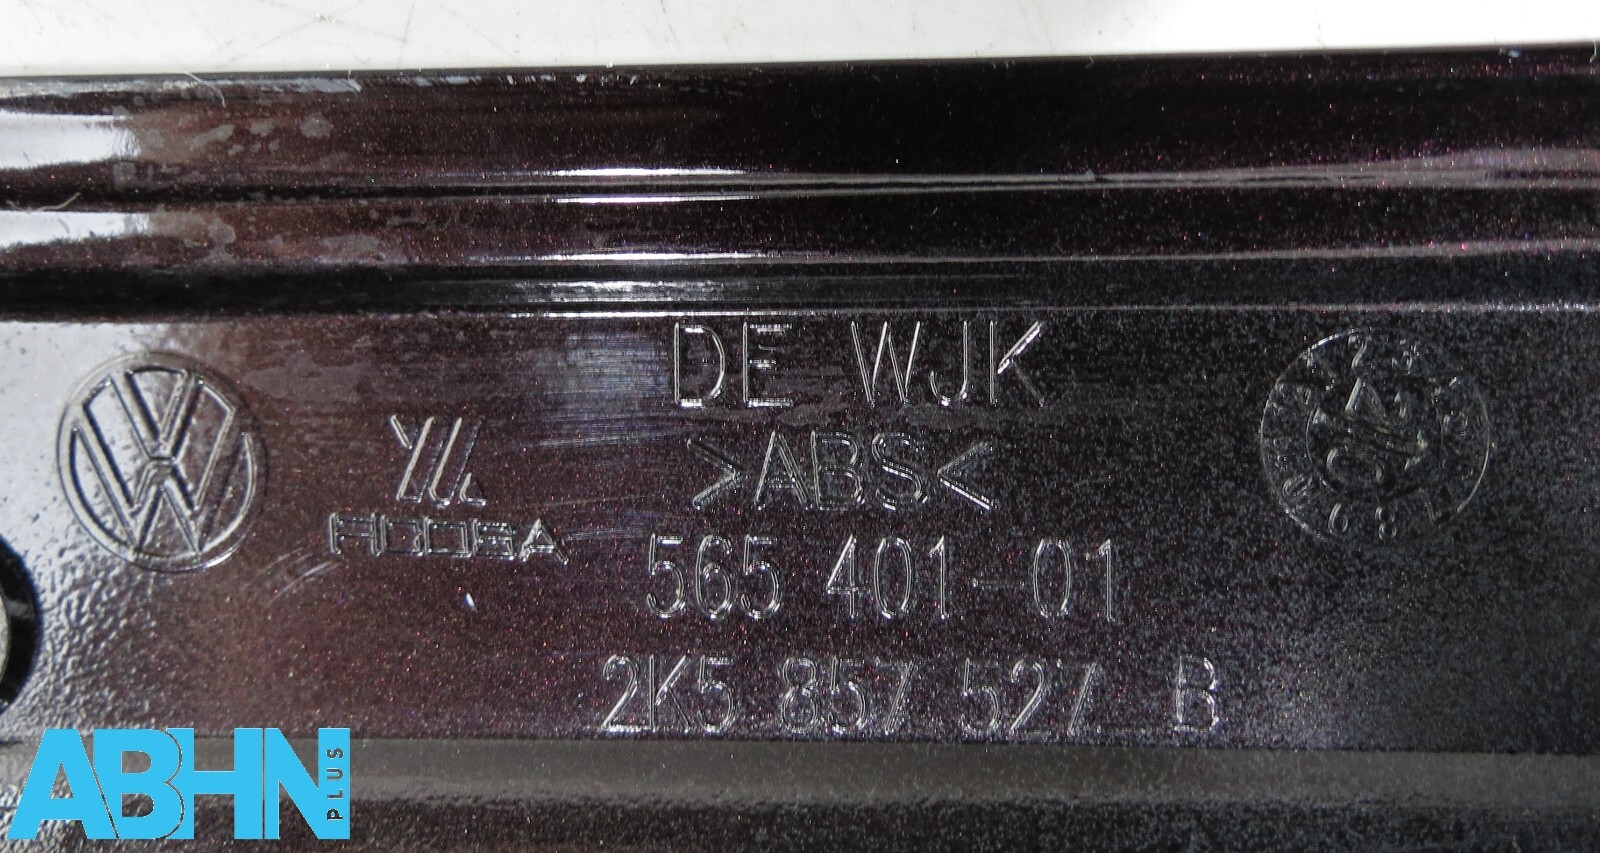 DE WJK
>ABS<
565 401-01
2K5 857 527 B
ABHN
PLUS